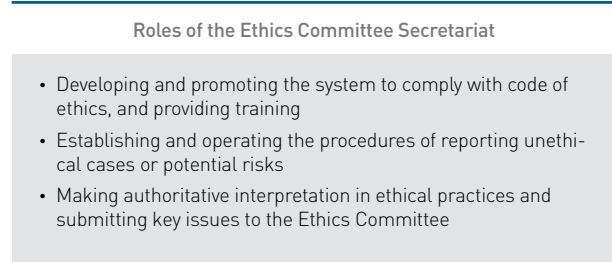 Roles of the Ethics Committee Secretariat
• Developing and promoting the system to comply with code of
ethics, and providing training
• Establishing and operating the procedures of reporting unethi-
cal cases or potential risks
• Making authoritative interpretation in ethical practices and
submitting key issues to the Ethics Committee